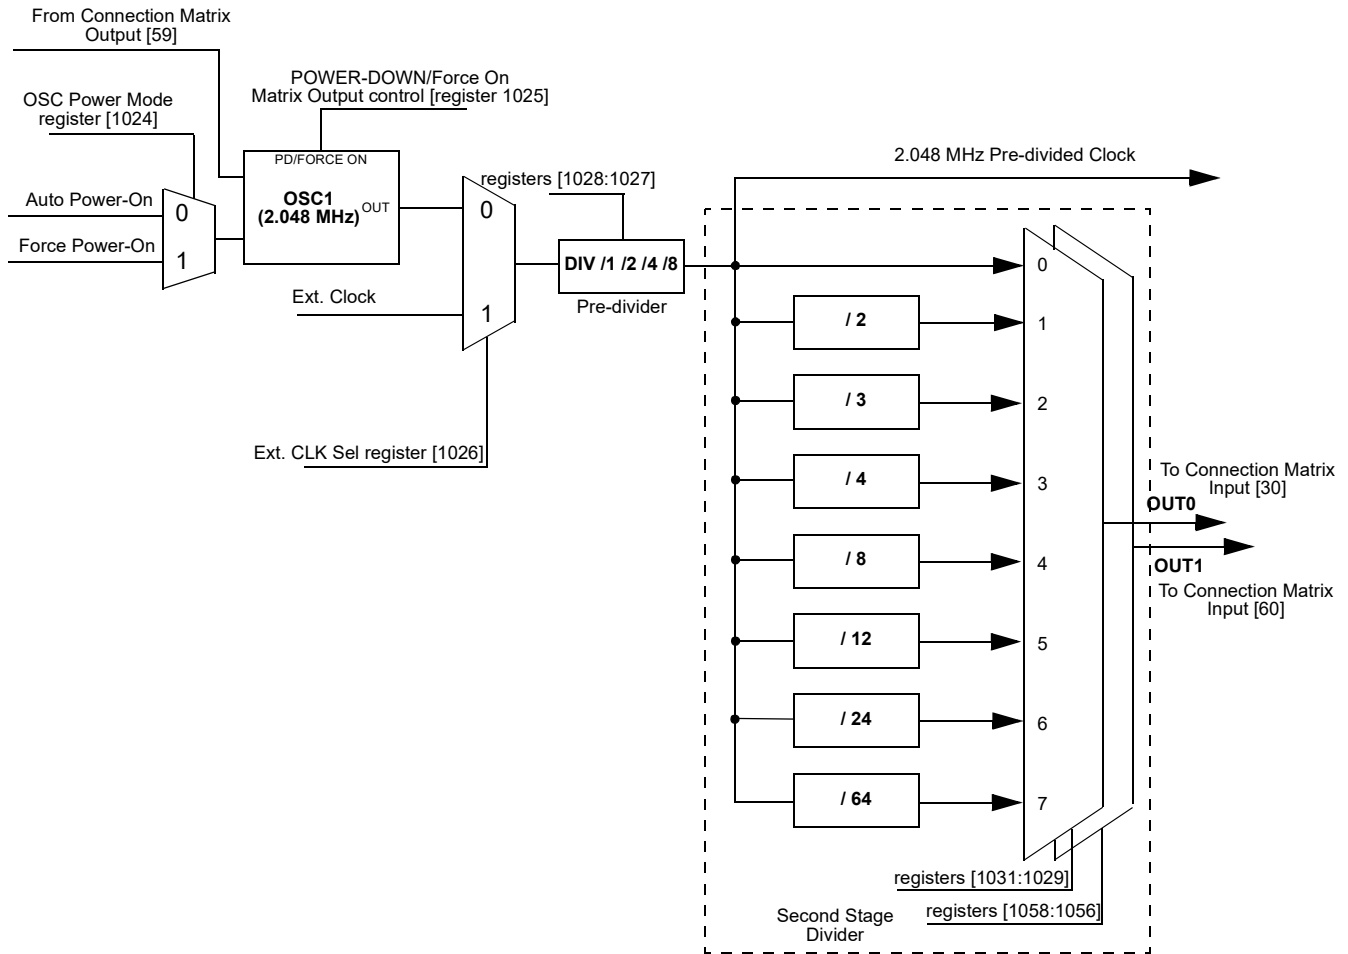 From Connection Matrix
Output [59]
POWER-DOWN/Force On
Matrix Output control [register 1025]
OSC Power Mode
register [1024]
PD/FORCE ON
OSC1
(2.048 MHz)
OUT
Auto Power-On
0
Force Power-On
1
registers [1028:1027]
2.048 MHz Pre-divided Clock
0
Ext. Clock
1
DIV /1 /2 /4 /8
Pre-divider
Ext. CLK Sel register [1026]
0
/ 2
1
/ 3
2
/ 4
3
/ 8
4
/ 12
5
/ 24
6
/ 64
7
To Connection Matrix
Input [30]
OUT0
OUT1
To Connection Matrix
Input [60]
registers [1031:1029]
registers [1058:1056]
Second Stage
Divider